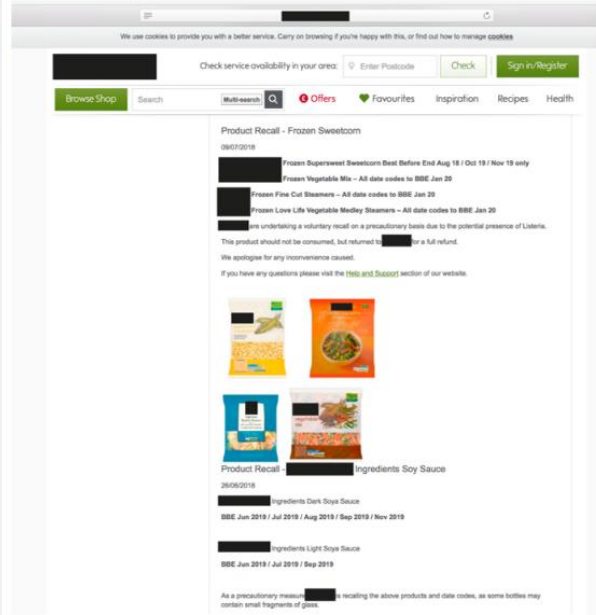 We use cookies to provide you with a better service. Carry on browsing if you're happy with this, or find out how to manage cookies
Check service availability in your area: Enter Postcode Check Sign in/Register
Browse Shop Search Multi-search Offers Favourites Inspiration Recipes Health
Product Recall - Frozen Sweetcorn
09/07/2018
Frozen Supersweet Sweetcorn Best Before End Aug 18 / Oct 19 / Nov 19 only
Frozen Vegetable Mix – All date codes to BBE Jan 20
Frozen Fine Cut Steamers – All date codes to BBE Jan 20
Frozen Love Life Vegetable Medley Steamers – All date codes to BBE Jan 20
are undertaking a voluntary recall on a precautionary basis due to the potential presence of Listeria.
This product should not be consumed, but returned to for a full refund.
We apologise for any inconvenience caused.
If you have any questions please visit the Help and Support section of our website.
Product Recall - Ingredients Soy Sauce
26/06/2018
Ingredients Dark Soya Sauce
BBE Jun 2019 / Jul 2019 / Aug 2019 / Sep 2019 / Nov 2019
Ingredients Light Soya Sauce
BBE Jun 2019 / Jul 2019 / Sep 2019
As a precautionary measure is recalling the above products and date codes, as some bottles may
contain small fragments of glass.